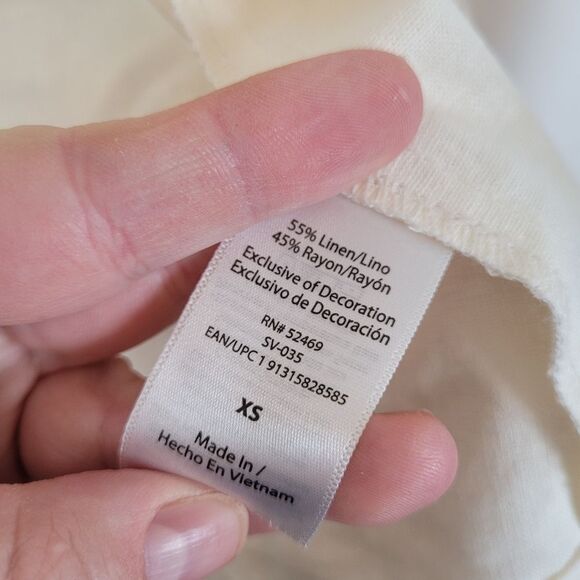 55% Linen/Lino
45% Rayon/Rayón
Exclusive of Decoration
Exclusivo de Decoración
RN# 52469
SV-035
EAN/UPC 1 91315828585
XS
Made In /
Hecho En Vietnam